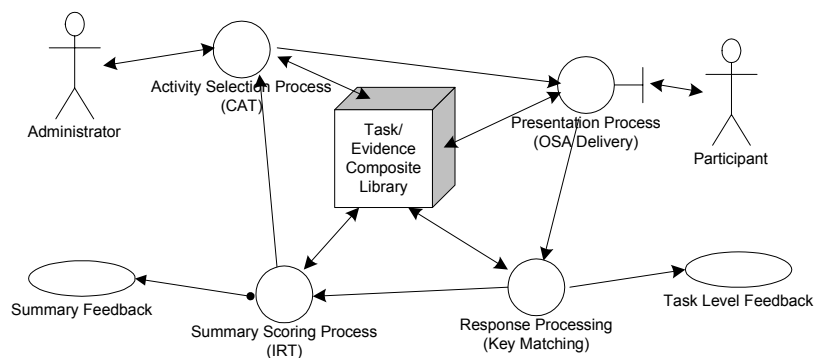 Activity Selection Process
(CAT)
Administrator
Task/
Evidence
Composite
Library
Presentation Process
(OSA Delivery)
Participant
Summary Feedback
Summary Scoring Process
(IRT)
Response Processing
(Key Matching)
Task Level Feedback